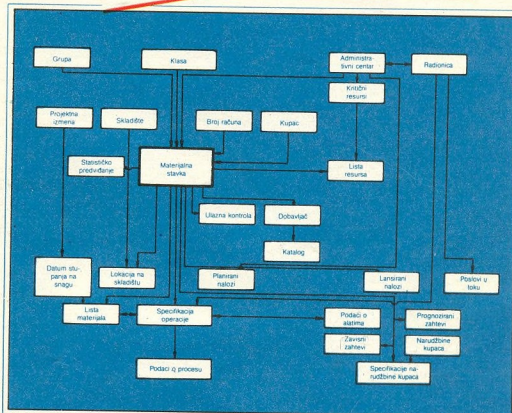 Grupa
Klasa
Administra-
tivni centar
Radionica
Kritični
resursi
Projektna
izmena
Skladište
Broj računa
Kupac
Statističko
predviđanje
Materijalna
stavka
Lista
resursa
Ulazna kontrola
Dobavljač
Katalog
Datum stu-
panja na
snagu
Lokacija na
skladištu
Planirani
nalozi
Lansirani
nalozi
Poslovi u
toku
Lista
materijala
Specifikacija
operacije
Podaci o
alatima
Prognozirani
zahtevi
Zavisni
zahtevi
Narudžbine
kupaca
Podaci o procesu
Specifikacije na-
rudžbine kupaca